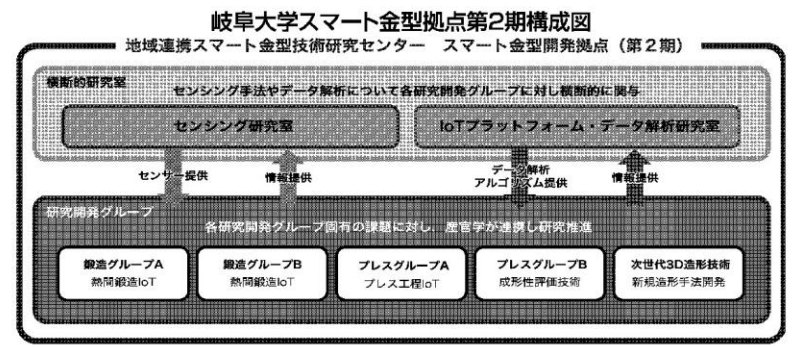 岐阜大学スマート金型拠点第2期構成図
地域連携スマート金型技術研究センター　スマート金型開発拠点（第２期）
横断的研究室
センシング手法やデータ解析について各研究開発グループに対し横断的に関与
センシング研究室
IoTプラットフォーム・データ解析研究室
センサー提供
情報提供
データ解析
アルゴリズム提供
情報提供
研究開発グループ
各研究開発グループ固有の課題に対し、産官学が連携し研究推進
鍛造グループA
熱間鍛造IoT
鍛造グループB
熱間鍛造IoT
プレスグループA
プレス工程IoT
プレスグループB
成形性評価技術
次世代3D造形技術
新規造形手法開発